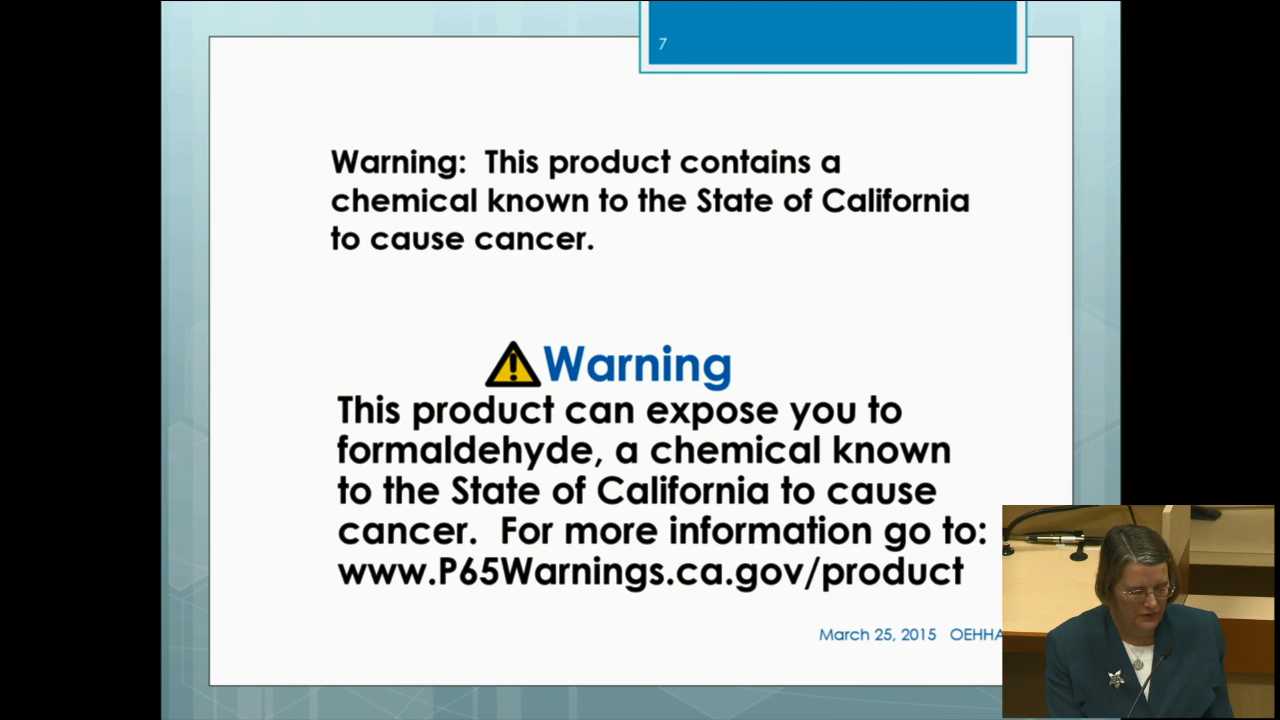 7
Warning: This product contains a
chemical known to the State of California
to cause cancer.
Warning
This product can expose you to
formaldehyde, a chemical known
to the State of California to cause
cancer. For more information go to:
www.P65Warnings.ca.gov/product
March 25, 2015 OEHHA